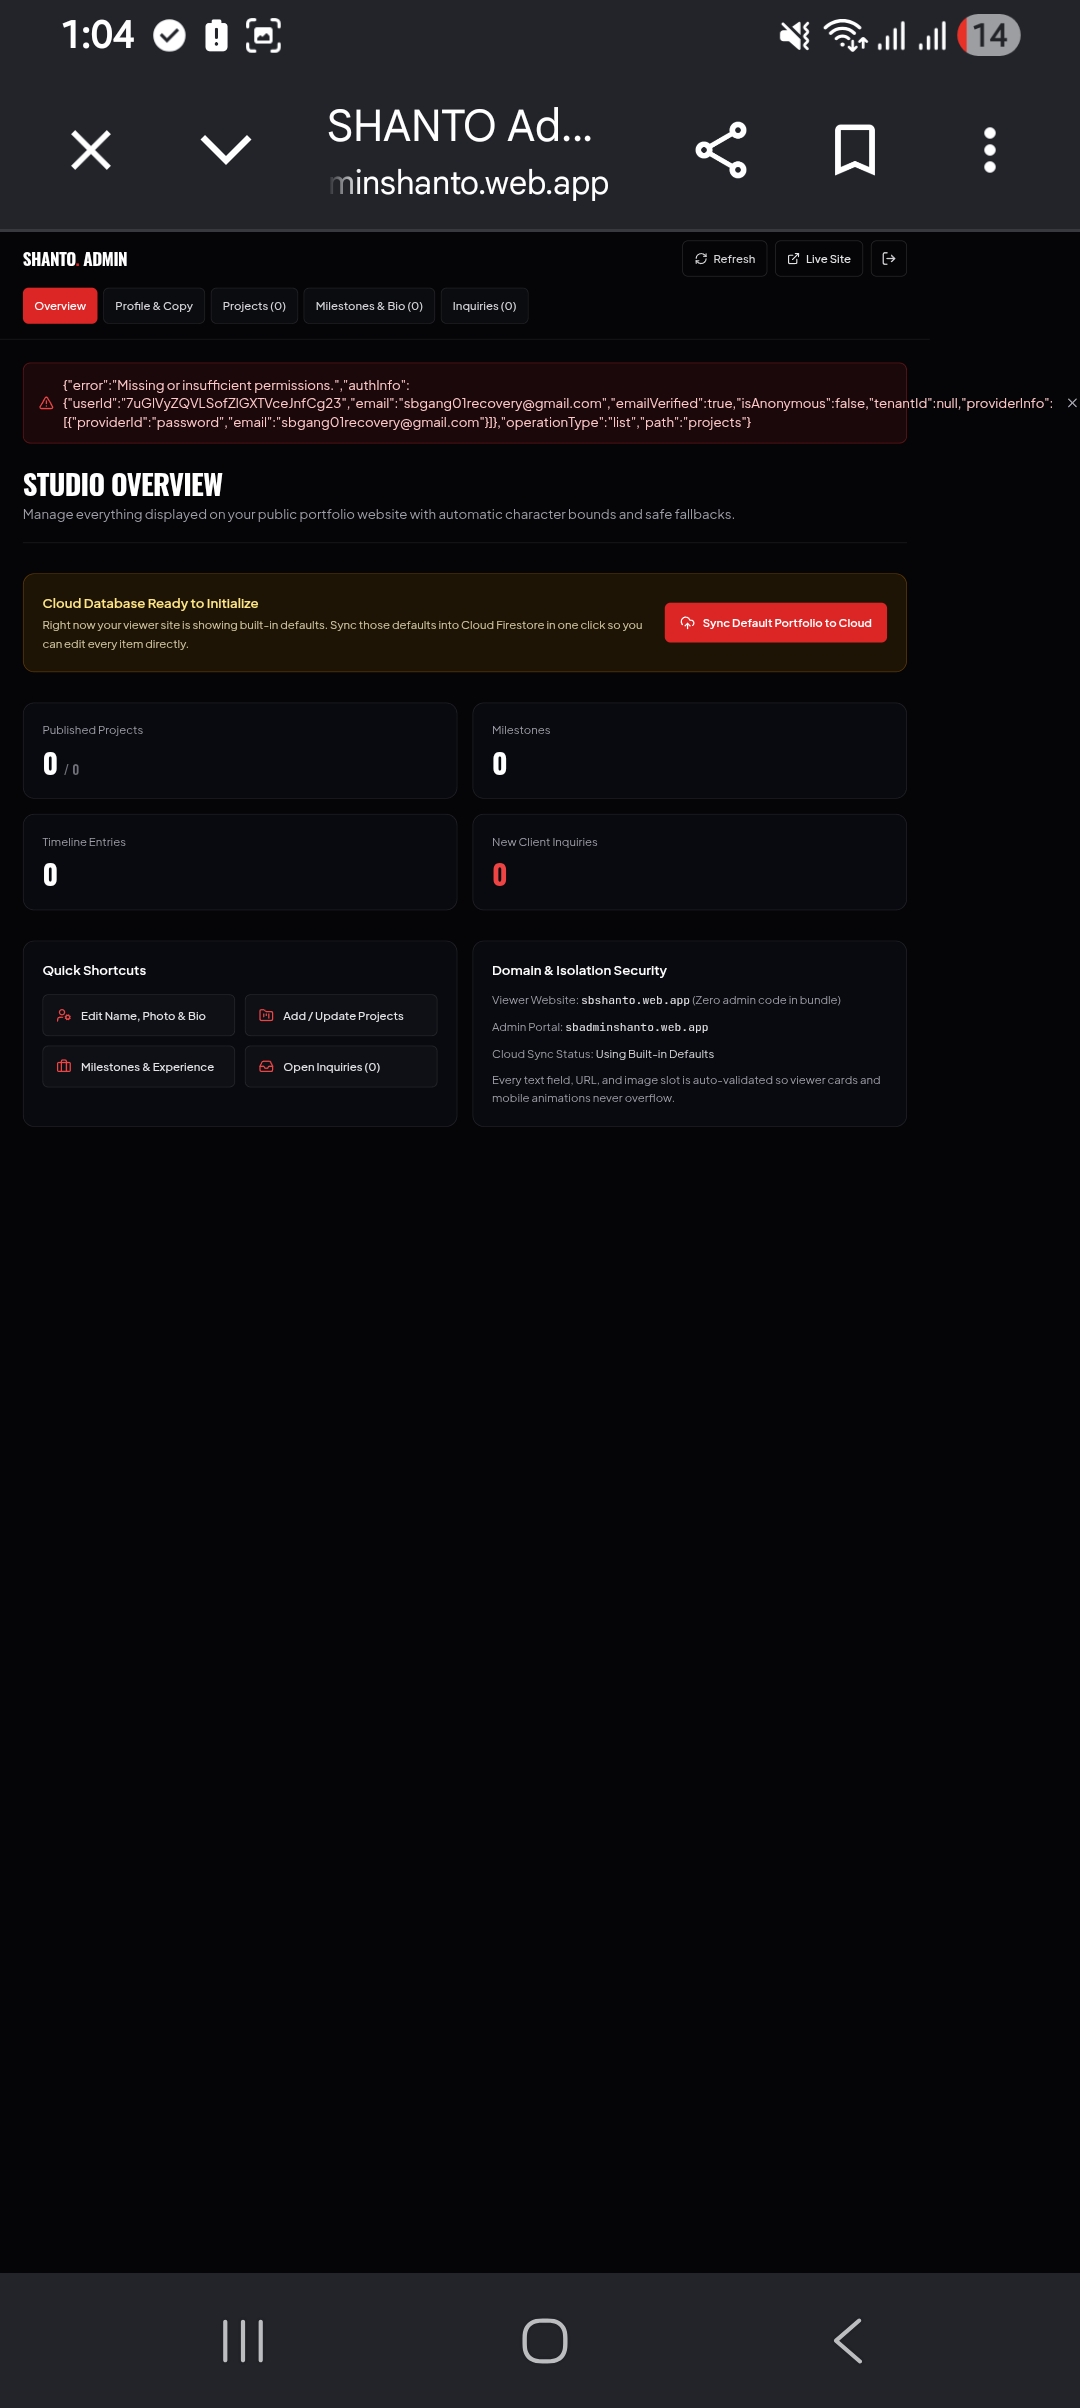 1:04
14
SHANTO Ad...
minshanto.web.app
SHANTO. ADMIN
Refresh
Live Site
Overview
Profile & Copy
Projects (0)
Milestones & Bio (0)
Inquiries (0)
{"error":"Missing or insufficient permissions.","authInfo":
{"userId":"7uGlVyZQVLSofZlGXTVceJnfCg23","email":"sbgang01recovery@gmail.com","emailVerified":true,"isAnonymous":false,"tenantId":null,"providerInfo":
[{"providerId":"password","email":"sbgang01recovery@gmail.com"}]},"operationType":"list","path":"projects"}
STUDIO OVERVIEW
Manage everything displayed on your public portfolio website with automatic character bounds and safe fallbacks.
Cloud Database Ready to Initialize
Right now your viewer site is showing built-in defaults. Sync those defaults into Cloud Firestore in one click so you
can edit every item directly.
Sync Default Portfolio to Cloud
Published Projects
0 / 0
Milestones
0
Timeline Entries
0
New Client Inquiries
0
Quick Shortcuts
Edit Name, Photo & Bio
Add / Update Projects
Milestones & Experience
Open Inquiries (0)
Domain & Isolation Security
Viewer Website: sbshanto.web.app (Zero admin code in bundle)
Admin Portal: sbadminshanto.web.app
Cloud Sync Status: Using Built-in Defaults
Every text field, URL, and image slot is auto-validated so viewer cards and
mobile animations never overflow.